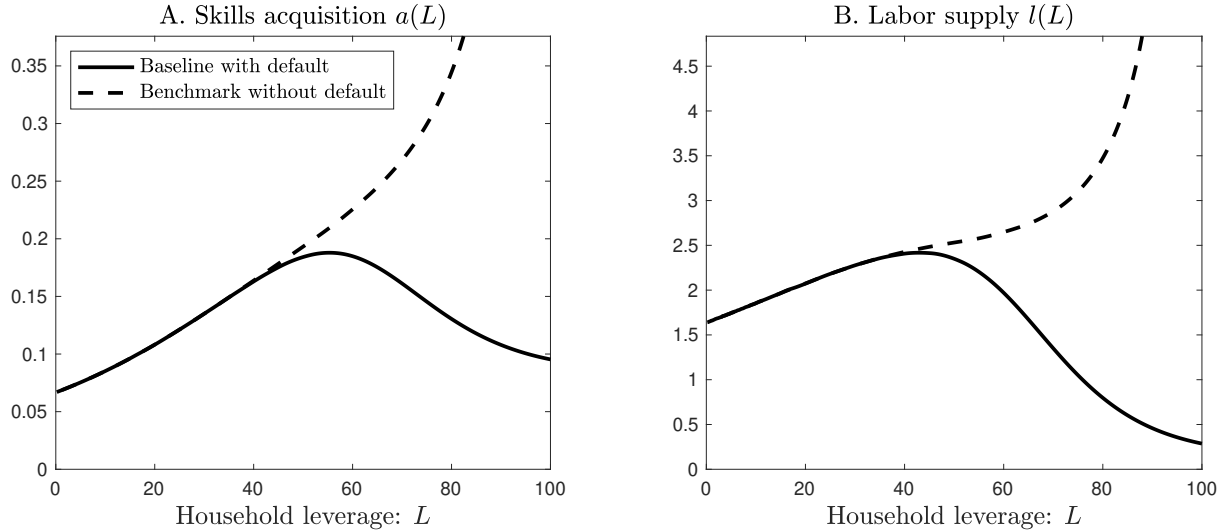 A. Skills acquisition a(L)
0.35
0.3
0.25
0.2
0.15
0.1
0.05
0
Baseline with default
Benchmark without default
0 20 40 60 80 100
Household leverage: L
B. Labor supply l(L)
4.5
4
3.5
3
2.5
2
1.5
1
0.5
0
0 20 40 60 80 100
Household leverage: L